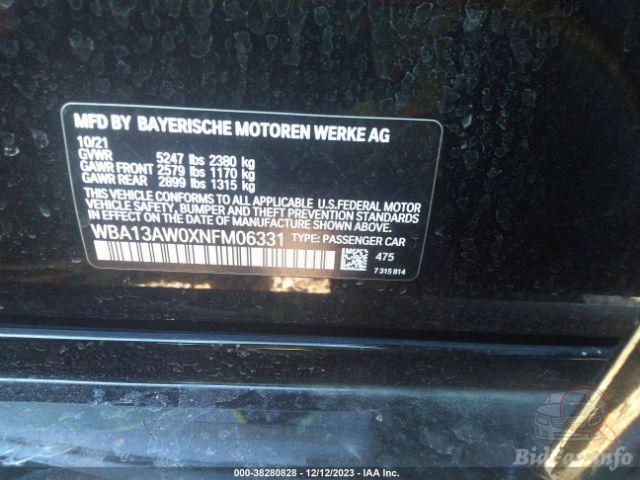 MFD BY BAYERISCHE MOTOREN WERKE AG
10/21
GVWR 5247 lbs 2380 kg
GAWR FRONT 2579 lbs 1170 kg
GAWR REAR 2899 lbs 1315 kg
THIS VEHICLE CONFORMS TO ALL APPLICABLE U.S.FEDERAL MOTOR
VEHICLE SAFETY, BUMPER AND THEFT PREVENTION STANDARDS
IN EFFECT ON THE DATE OF MANUFACTURE SHOWN ABOVE.
WBA13AW0XNFM06331 TYPE: PASSENGER CAR
475
7 315 814
BidFax.info
000-38280828 - 12/12/2023 - IAA Inc.